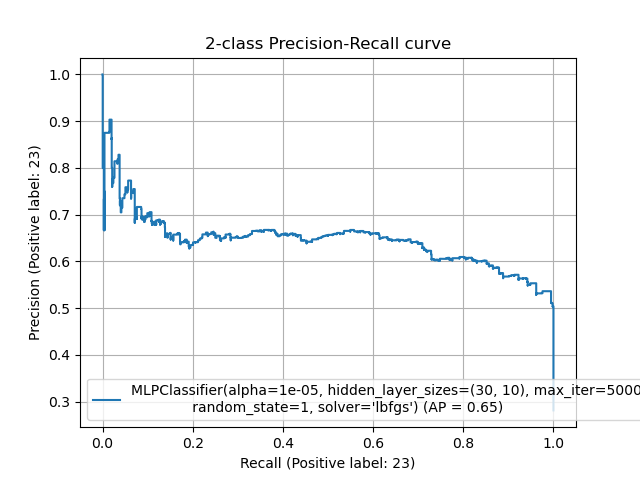 2-class Precision-Recall curve
1.0
0.9
0.8
0.7
0.6
0.5
0.4
0.3
Precision (Positive label: 23)
MLPClassifier(alpha=1e-05, hidden_layer_sizes=(30, 10), max_iter=5000
random_state=1, solver='lbfgs') (AP = 0.65)
0.0 0.2 0.4 0.6 0.8 1.0
Recall (Positive label: 23)